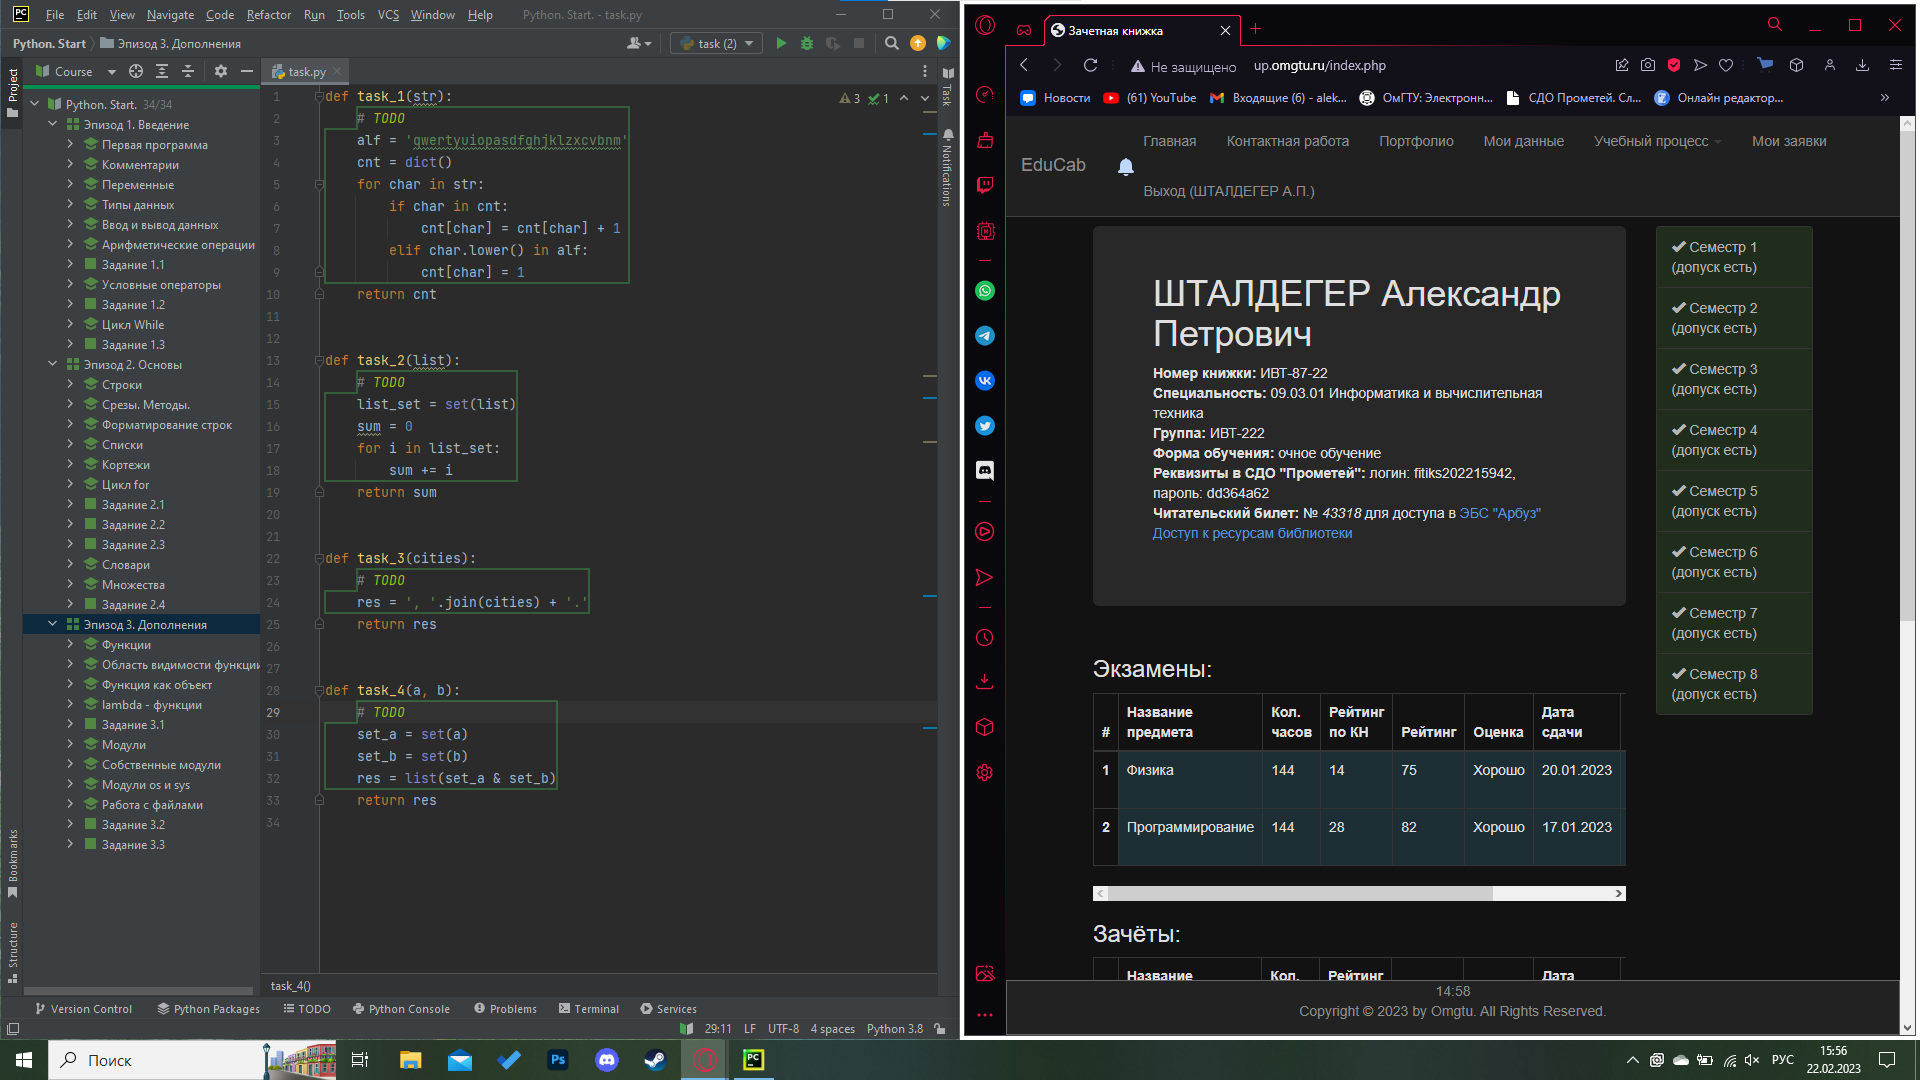 File Edit View Navigate Code Refactor Run Tools VCS Window Help Python. Start. - task.py
Python. Start Эпизод 3. Дополнения task (2)
Project
Course
Python. Start. 34/34
Эпизод 1. Введение
Первая программа
Комментарии
Переменные
Типы данных
Ввод и вывод данных
Арифметические операции
Задание 1.1
Условные операторы
Задание 1.2
Цикл While
Задание 1.3
Эпизод 2. Основы
Строки
Срезы. Методы.
Форматирование строк
Списки
Кортежи
Цикл for
Задание 2.1
Задание 2.2
Задание 2.3
Словари
Множества
Задание 2.4
Эпизод 3. Дополнения
Функции
Область видимости функции
Функция как объект
lambda - функции
Задание 3.1
Модули
Собственные модули
Модули os и sys
Работа с файлами
Задание 3.2
Задание 3.3
Bookmarks
Structure
task.py
3 1
1 def task_1(str):
2 # TODO
3 alf = 'qwertyuiopasdfghjklzxcvbnm'
4 cnt = dict()
5 for char in str:
6 if char in cnt:
7 cnt[char] = cnt[char] + 1
8 elif char.lower() in alf:
9 cnt[char] = 1
10 return cnt
11
12
13 def task_2(list):
14 # TODO
15 list_set = set(list)
16 sum = 0
17 for i in list_set:
18 sum += i
19 return sum
20
21
22 def task_3(cities):
23 # TODO
24 res = ', '.join(cities) + '.'
25 return res
26
27
28 def task_4(a, b):
29 # TODO
30 set_a = set(a)
31 set_b = set(b)
32 res = list(set_a & set_b)
33 return res
34
Task
Notifications
task_4()
Version Control Python Packages TODO Python Console Problems Terminal Services
29:11 LF UTF-8 4 spaces Python 3.8
Зачетная книжка
Не защищено up.omgtu.ru/index.php
Новости (61) YouTube Входящие (6) - alek... ОмГТУ: Электронн... СДО Прометей. Сл... Онлайн редактор...
EduCab
Главная Контактная работа Портфолио Мои данные Учебный процесс Мои заявки
Выход (ШТАЛДЕГЕР А.П.)
ШТАЛДЕГЕР Александр
Петрович
Номер книжки: ИВТ-87-22
Специальность: 09.03.01 Информатика и вычислительная
техника
Группа: ИВТ-222
Форма обучения: очное обучение
Реквизиты в СДО "Прометей": логин: fitiks202215942,
пароль: dd364a62
Читательский билет: № 43318 для доступа в ЭБС "Арбуз"
Доступ к ресурсам библиотеки
Семестр 1
(допуск есть)
Семестр 2
(допуск есть)
Семестр 3
(допуск есть)
Семестр 4
(допуск есть)
Семестр 5
(допуск есть)
Семестр 6
(допуск есть)
Семестр 7
(допуск есть)
Семестр 8
(допуск есть)
Экзамены:
# Название предмета Кол. часов Рейтинг по КН Рейтинг Оценка Дата сдачи
1 Физика 144 14 75 Хорошо 20.01.2023
2 Программирование 144 28 82 Хорошо 17.01.2023
Зачёты:
Название Кол. Рейтинг Дата
14:58
Copyright © 2023 by Omgtu. All Rights Reserved.
Поиск
РУС
15:56
22.02.2023